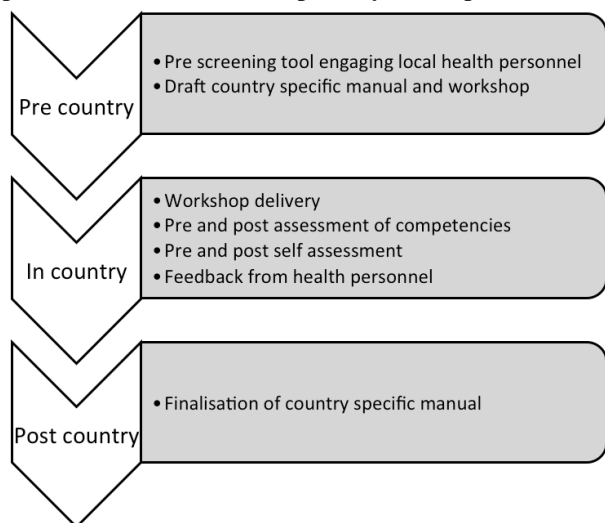 Pre country
• Pre screening tool engaging local health personnel
• Draft country specific manual and workshop
In country
• Workshop delivery
• Pre and post assessment of competencies
• Pre and post self assessment
• Feedback from health personnel
Post country
• Finalisation of country specific manual